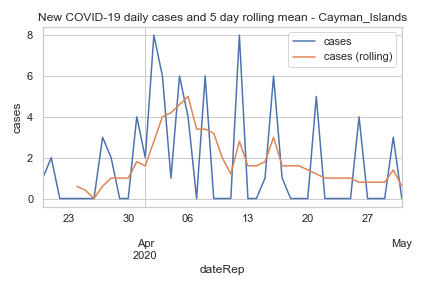 New COVID-19 daily cases and 5 day rolling mean - Cayman_Islands
cases
cases (rolling)
8
6
4
2
0
cases
23
30
06
13
20
27
Apr
2020
May
dateRep